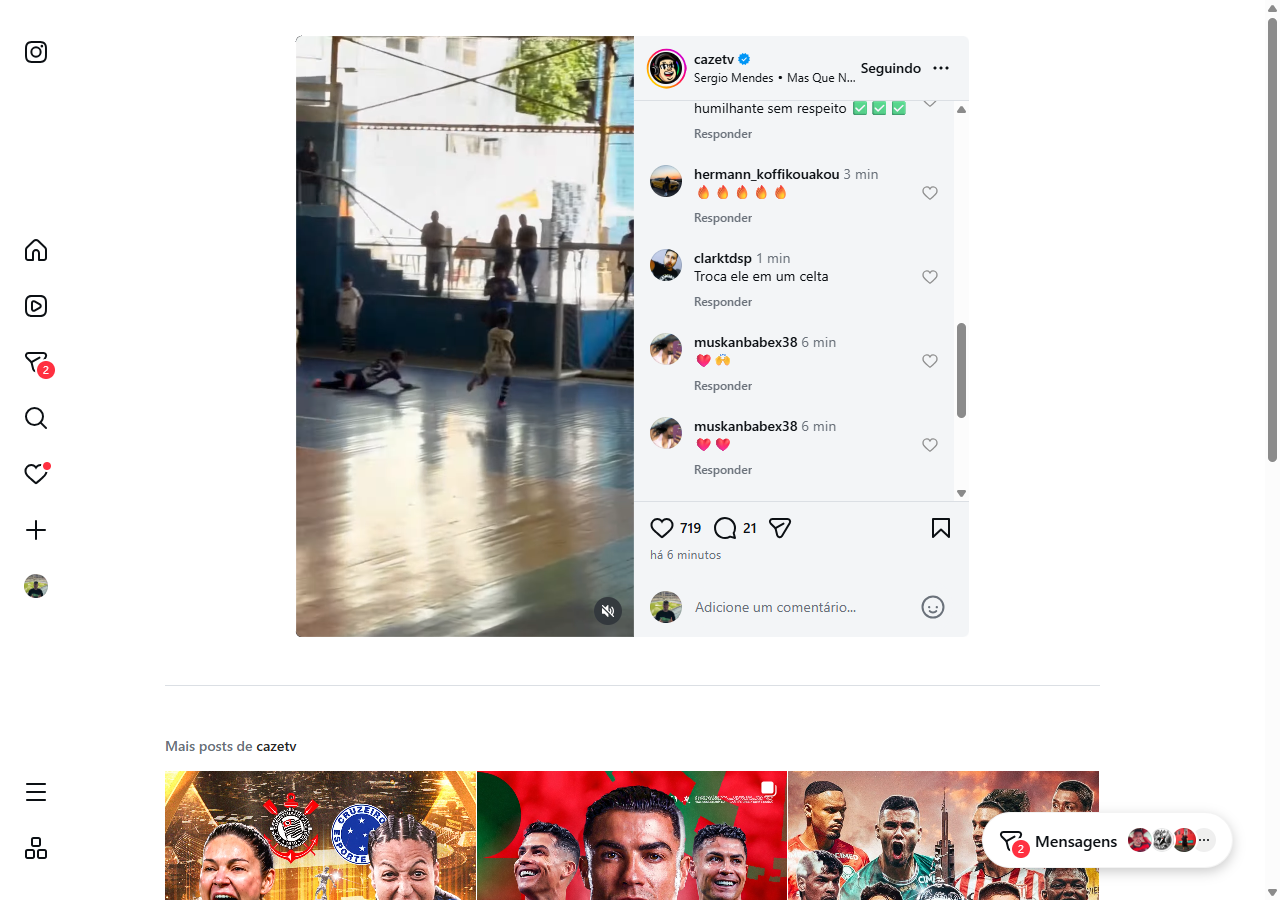 cazetv
Sergio Mendes • Mas Que N...
Seguindo
humilhante sem respeito ✅ ✅ ✅
Responder
hermann_koffikouakou 3 min
🔥 🔥 🔥 🔥 🔥
Responder
clarktdsp 1 min
Troca ele em um celta
Responder
muskanbabex38 6 min
❤️ 🙌
Responder
muskanbabex38 6 min
❤️ ❤️
Responder
2
719
21
há 6 minutos
Adicione um comentário...
Mais posts de cazetv
CRUZEIRO
ESPORTE
2
Mensagens